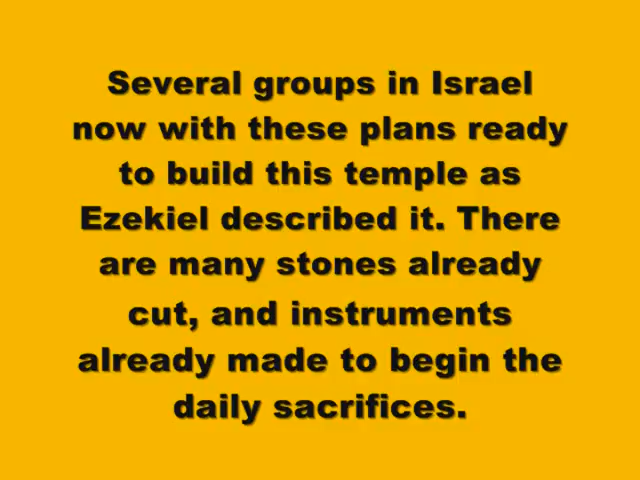 Several groups in Israel
now with these plans ready
to build this temple as
Ezekiel described it. There
are many stones already
cut, and instruments
already made to begin the
daily sacrifices.